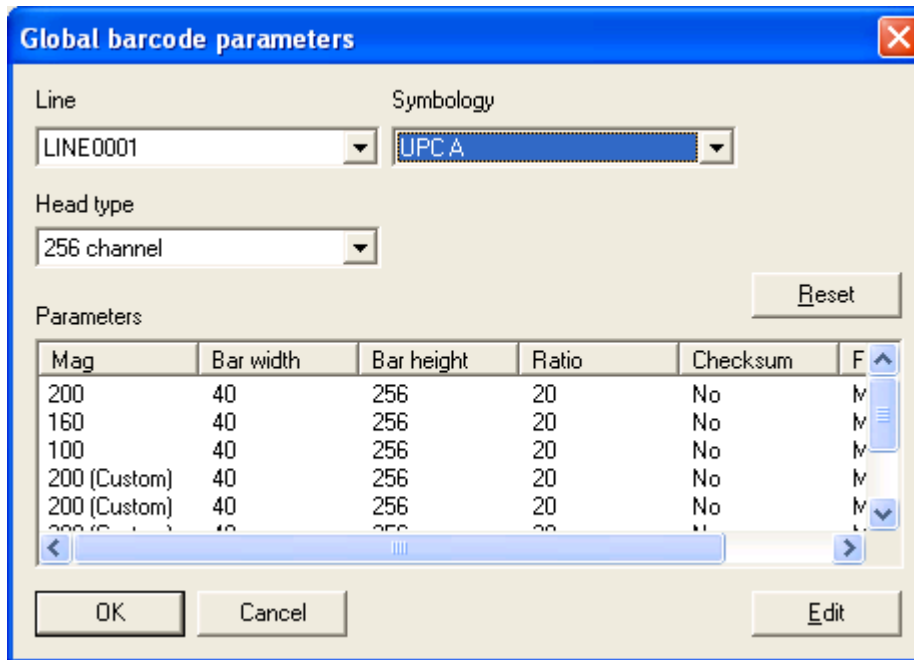 Global barcode parameters
Line Symbology
LINE0001 UPC A
Head type
256 channel
Reset
Parameters
Mag Bar width Bar height Ratio Checksum F
200 40 256 20 No M
160 40 256 20 No M
100 40 256 20 No M
200 (Custom) 40 256 20 No M
200 (Custom) 40 256 20 No M
OK Cancel Edit